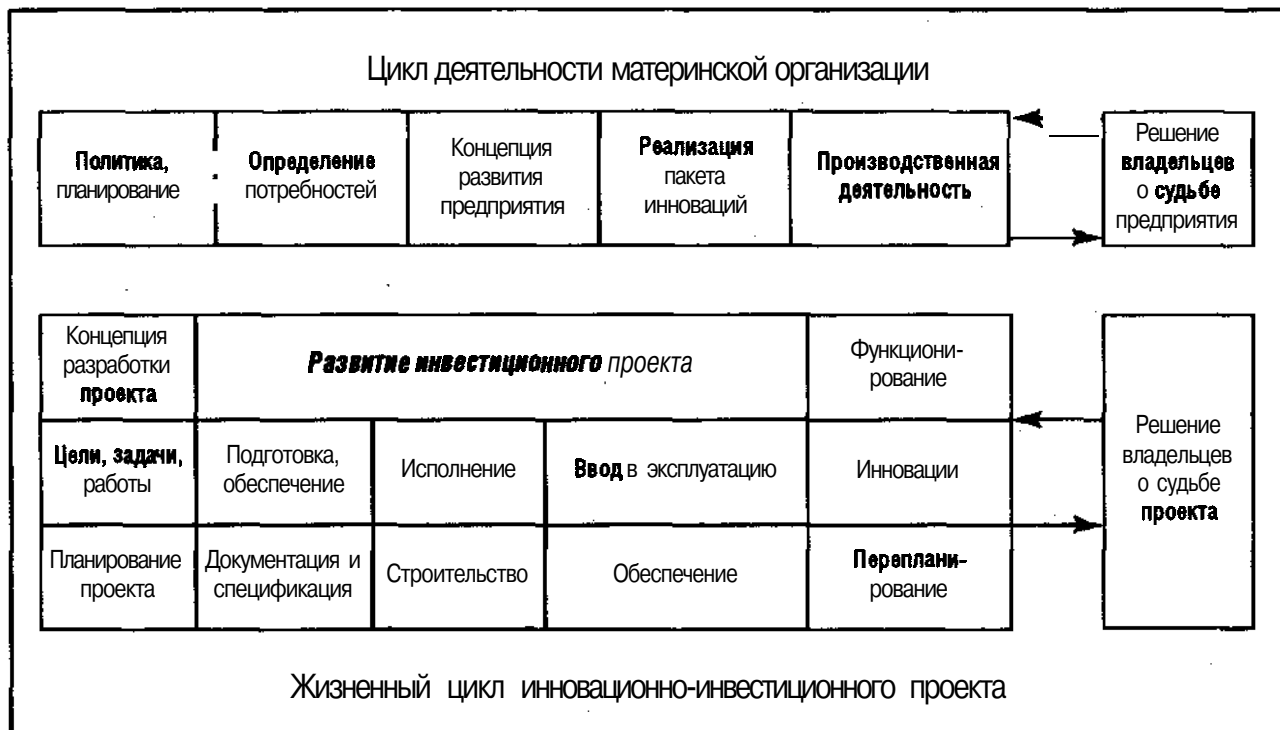 Цикл деятельности материнской организации
Политика,
планирование
Определение
потребностей
Концепция
развития
предприятия
Реализация
пакета
инноваций
Производственная
деятельность
Решение
владельцев
о судьбе
предприятия
Концепция
разработки
проекта
Развитие инвестиционного проекта
Функциони-
рование
Цели, задачи,
работы
Подготовка,
обеспечение
Исполнение
Ввод в эксплуатацию
Инновации
Решение
владельцев
о судьбе
проекта
Планирование
проекта
Документация и
спецификация
Строительство
Обеспечение
Переплани-
рование
Жизненный цикл инновационно-инвестиционного проекта